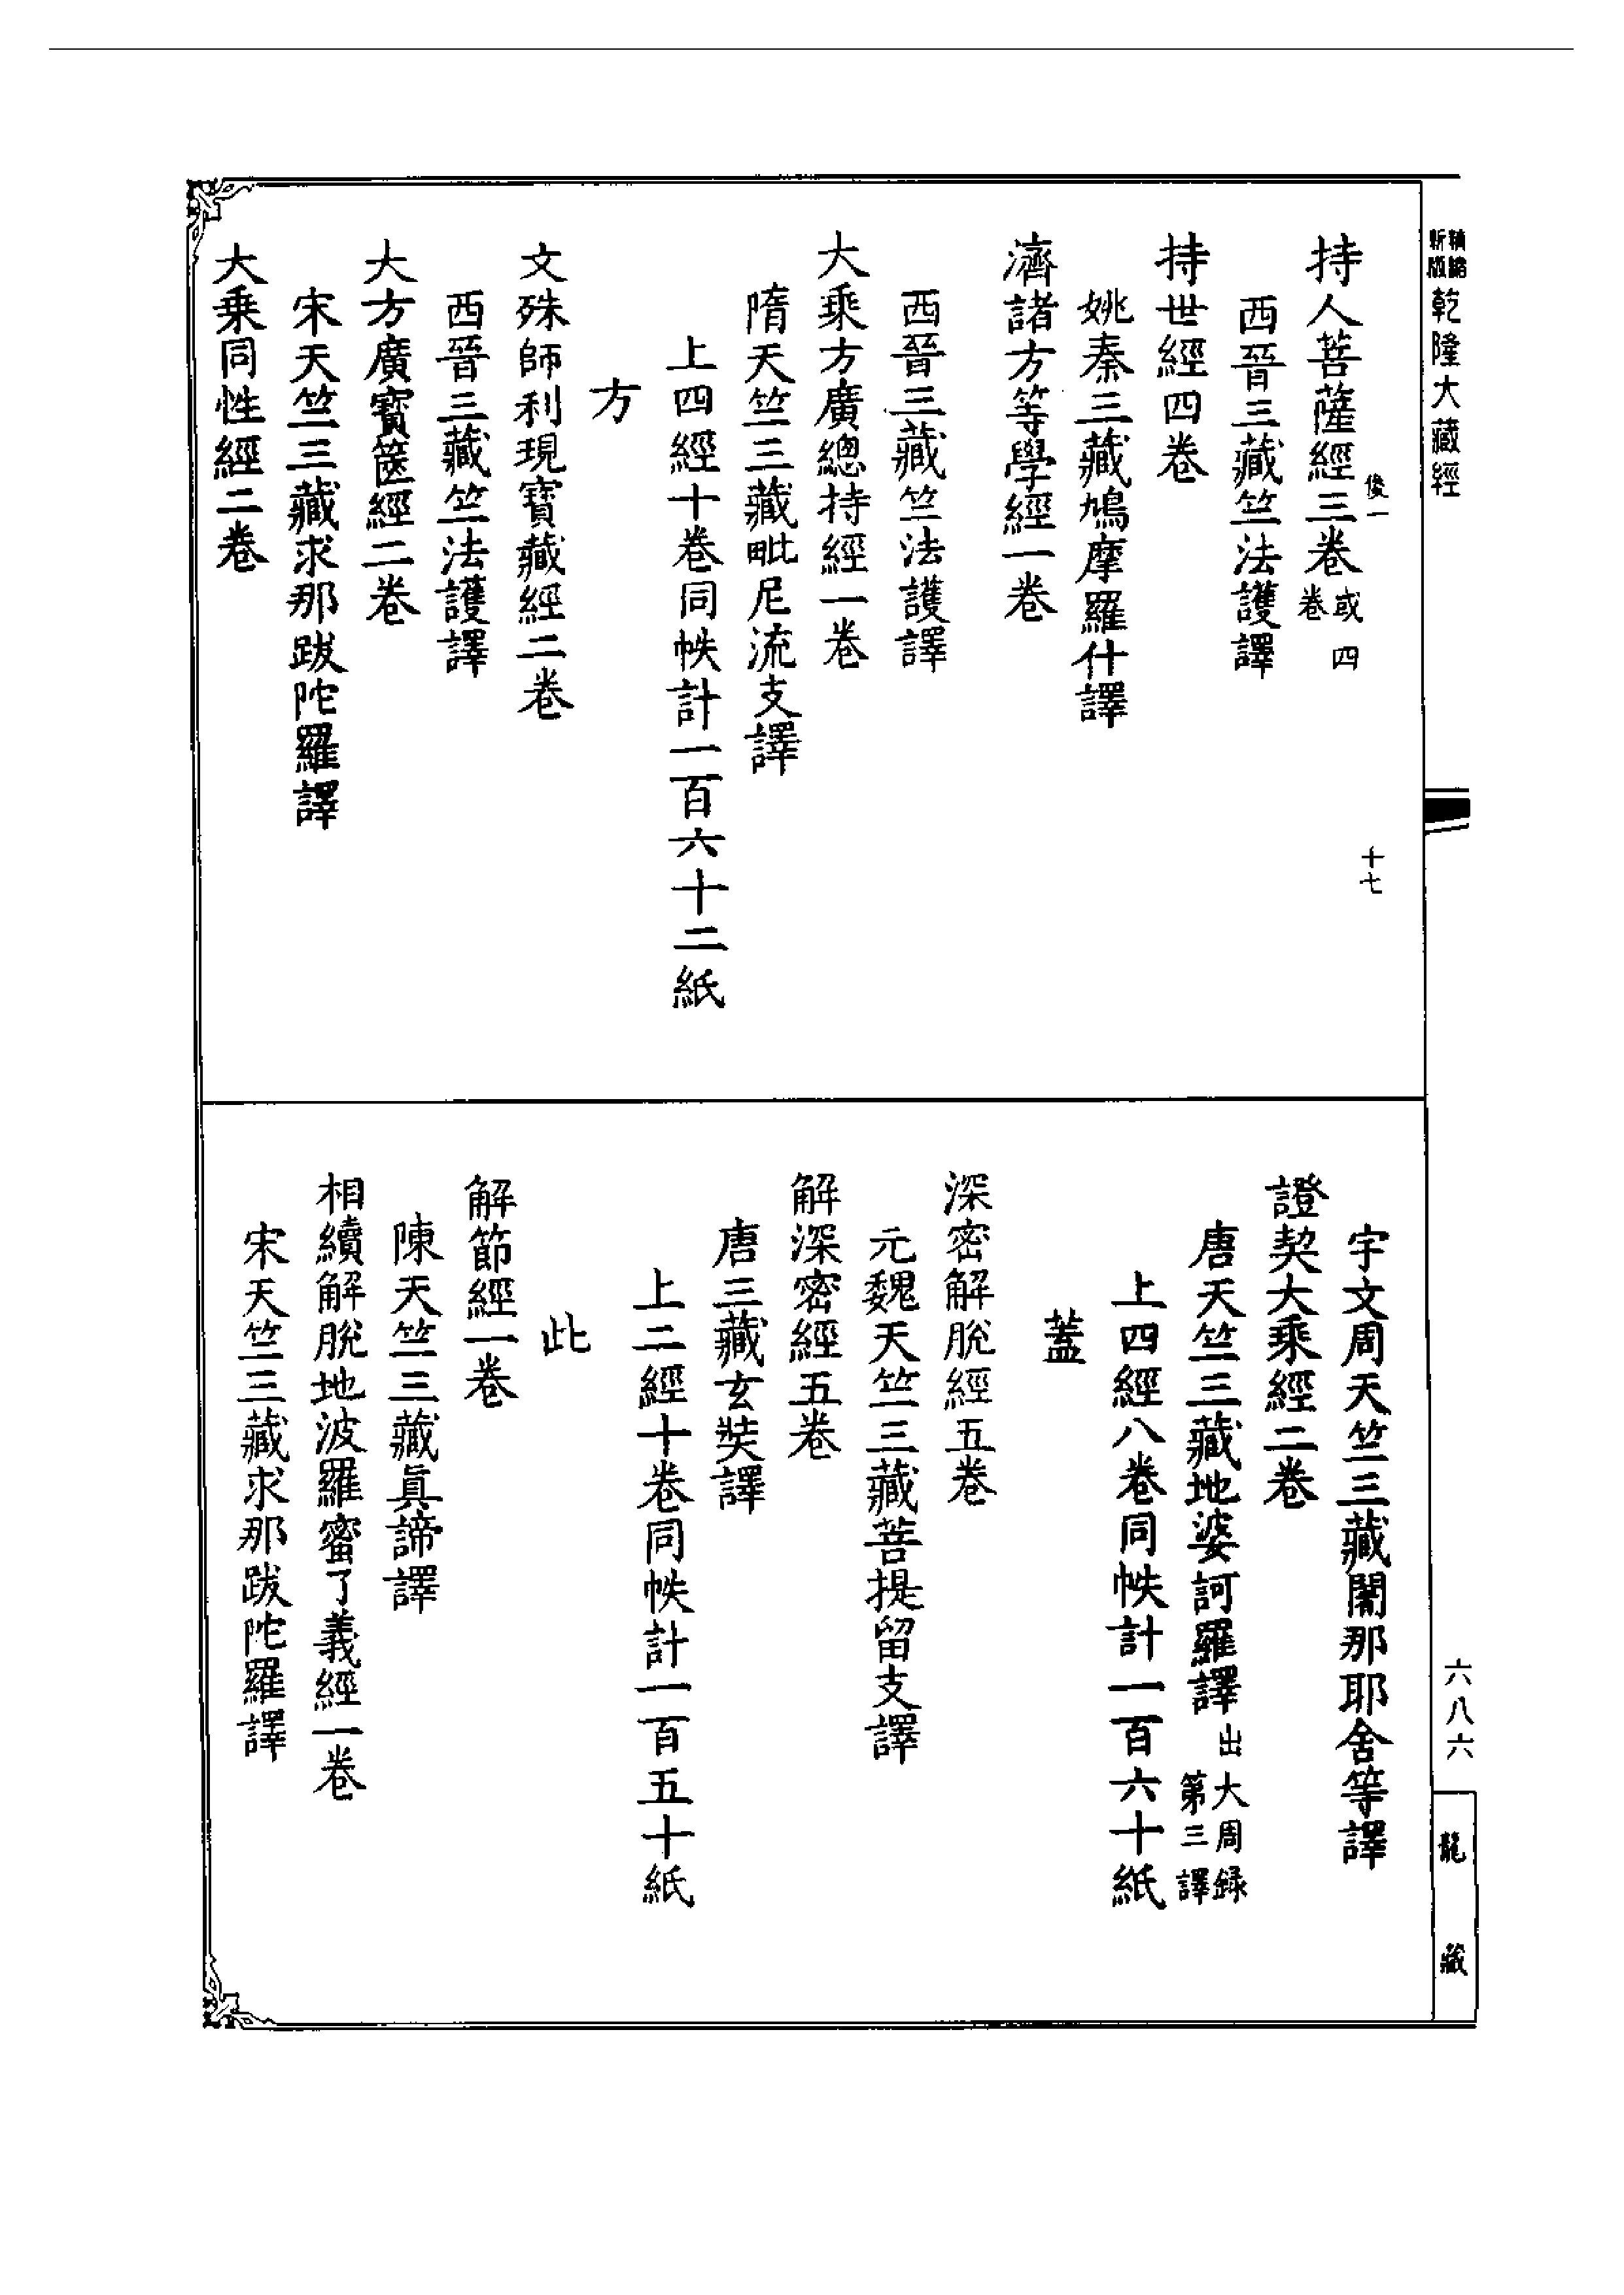 精縮
新版
乾隆大藏經
六八六
龍藏
俊一
十七
持人菩薩經三卷或四卷
西晉三藏竺法護譯
持世經四卷
姚秦三藏鳩摩羅什譯
濟諸方等學經一卷
西晉三藏竺法護譯
大乘方廣總持經一卷
隋天竺三藏毗尼流支譯
上四經十卷同帙計一百六十二紙
方
文殊師利現寶藏經二卷
西晉三藏竺法護譯
大方廣寶篋經二卷
宋天竺三藏求那跋陀羅譯
大乗同性經二卷
宇文周天竺三藏闍那耶舍等譯
證契大乘經二卷
唐天竺三藏地婆訶羅譯出大周錄第三譯
上四經八卷同帙計一百六十紙
蓋
深密解脫經五卷
元魏天竺三藏菩提留支譯
解深密經五卷
唐三藏玄奘譯
上二經十卷同帙計一百五十紙
此
解節經一卷
陳天竺三藏眞諦譯
相續解脫地波羅蜜了義經一卷
宋天竺三藏求那跋陀羅譯